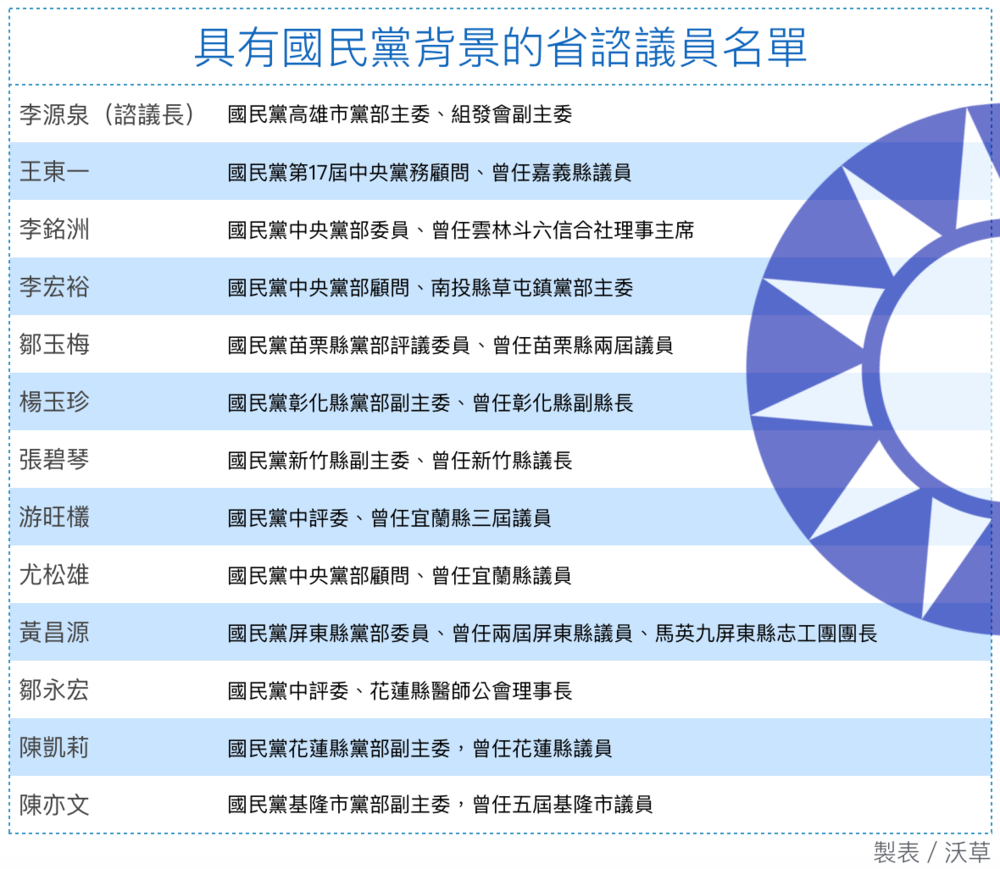 具有國民黨背景的省諮議員名單
李源泉（諮議長） 國民黨高雄市黨部主委、組發會副主委
王東一 國民黨第17屆中央黨務顧問、曾任嘉義縣議員
李銘洲 國民黨中央黨部委員、曾任雲林斗六信合社理事主席
李宏裕 國民黨中央黨部顧問、南投縣草屯鎮黨部主委
鄒玉梅 國民黨苗栗縣黨部評議委員、曾任苗栗縣兩屆議員
楊玉珍 國民黨彰化縣黨部副主委、曾任彰化縣副縣長
張碧琴 國民黨新竹縣副主委、曾任新竹縣議長
游旺欉 國民黨中評委、曾任宜蘭縣三屆議員
尤松雄 國民黨中央黨部顧問、曾任宜蘭縣議員
黃昌源 國民黨屏東縣黨部委員、曾任兩屆屏東縣議員、馬英九屏東縣志工團團長
鄒永宏 國民黨中評委、花蓮縣醫師公會理事長
陳凱莉 國民黨花蓮縣黨部副主委，曾任花蓮縣議員
陳亦文 國民黨基隆市黨部副主委，曾任五屆基隆市議員
製表 / 沃草